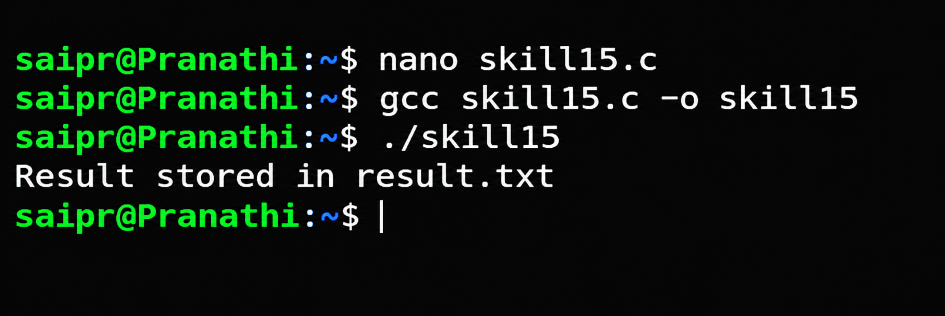 saipr@Pranathi:~$ nano skill15.c
saipr@Pranathi:~$ gcc skill15.c -o skill15
saipr@Pranathi:~$ ./skill15
Result stored in result.txt
saipr@Pranathi:~$